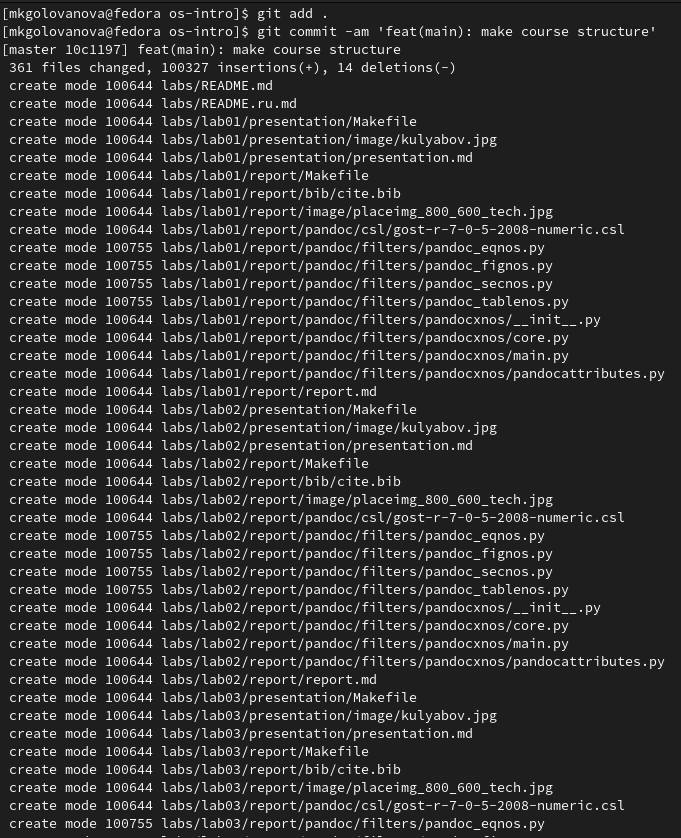 [mkgolovanova@fedora os-intro]$ git add .
[mkgolovanova@fedora os-intro]$ git commit -am 'feat(main): make course structure'
[master 10c1197] feat(main): make course structure
 361 files changed, 100327 insertions(+), 14 deletions(-)
 create mode 100644 labs/README.md
 create mode 100644 labs/README.ru.md
 create mode 100644 labs/lab01/presentation/Makefile
 create mode 100644 labs/lab01/presentation/image/kulyabov.jpg
 create mode 100644 labs/lab01/presentation/presentation.md
 create mode 100644 labs/lab01/report/Makefile
 create mode 100644 labs/lab01/report/bib/cite.bib
 create mode 100644 labs/lab01/report/image/placeimg_800_600_tech.jpg
 create mode 100644 labs/lab01/report/pandoc/csl/gost-r-7-0-5-2008-numeric.csl
 create mode 100755 labs/lab01/report/pandoc/filters/pandoc_eqnos.py
 create mode 100755 labs/lab01/report/pandoc/filters/pandoc_fignos.py
 create mode 100755 labs/lab01/report/pandoc/filters/pandoc_secnos.py
 create mode 100755 labs/lab01/report/pandoc/filters/pandoc_tablenos.py
 create mode 100644 labs/lab01/report/pandoc/filters/pandocxnos/__init__.py
 create mode 100644 labs/lab01/report/pandoc/filters/pandocxnos/core.py
 create mode 100644 labs/lab01/report/pandoc/filters/pandocxnos/main.py
 create mode 100644 labs/lab01/report/pandoc/filters/pandocxnos/pandocattributes.py
 create mode 100644 labs/lab01/report/report.md
 create mode 100644 labs/lab02/presentation/Makefile
 create mode 100644 labs/lab02/presentation/image/kulyabov.jpg
 create mode 100644 labs/lab02/presentation/presentation.md
 create mode 100644 labs/lab02/report/Makefile
 create mode 100644 labs/lab02/report/bib/cite.bib
 create mode 100644 labs/lab02/report/image/placeimg_800_600_tech.jpg
 create mode 100644 labs/lab02/report/pandoc/csl/gost-r-7-0-5-2008-numeric.csl
 create mode 100755 labs/lab02/report/pandoc/filters/pandoc_eqnos.py
 create mode 100755 labs/lab02/report/pandoc/filters/pandoc_fignos.py
 create mode 100755 labs/lab02/report/pandoc/filters/pandoc_secnos.py
 create mode 100755 labs/lab02/report/pandoc/filters/pandoc_tablenos.py
 create mode 100644 labs/lab02/report/pandoc/filters/pandocxnos/__init__.py
 create mode 100644 labs/lab02/report/pandoc/filters/pandocxnos/core.py
 create mode 100644 labs/lab02/report/pandoc/filters/pandocxnos/main.py
 create mode 100644 labs/lab02/report/pandoc/filters/pandocxnos/pandocattributes.py
 create mode 100644 labs/lab02/report/report.md
 create mode 100644 labs/lab03/presentation/Makefile
 create mode 100644 labs/lab03/presentation/image/kulyabov.jpg
 create mode 100644 labs/lab03/presentation/presentation.md
 create mode 100644 labs/lab03/report/Makefile
 create mode 100644 labs/lab03/report/bib/cite.bib
 create mode 100644 labs/lab03/report/image/placeimg_800_600_tech.jpg
 create mode 100644 labs/lab03/report/pandoc/csl/gost-r-7-0-5-2008-numeric.csl
 create mode 100755 labs/lab03/report/pandoc/filters/pandoc_eqnos.py